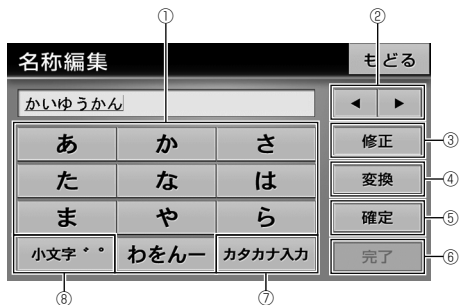 ① ②
名称編集 もどる
かいゆうかん ◀ ▶
あ か さ 修正 ③
た な は 変換 ④
ま や ら 確定 ⑤
小文字゛゜ わをんー カタカナ入力 完了 ⑥
⑧ ⑦